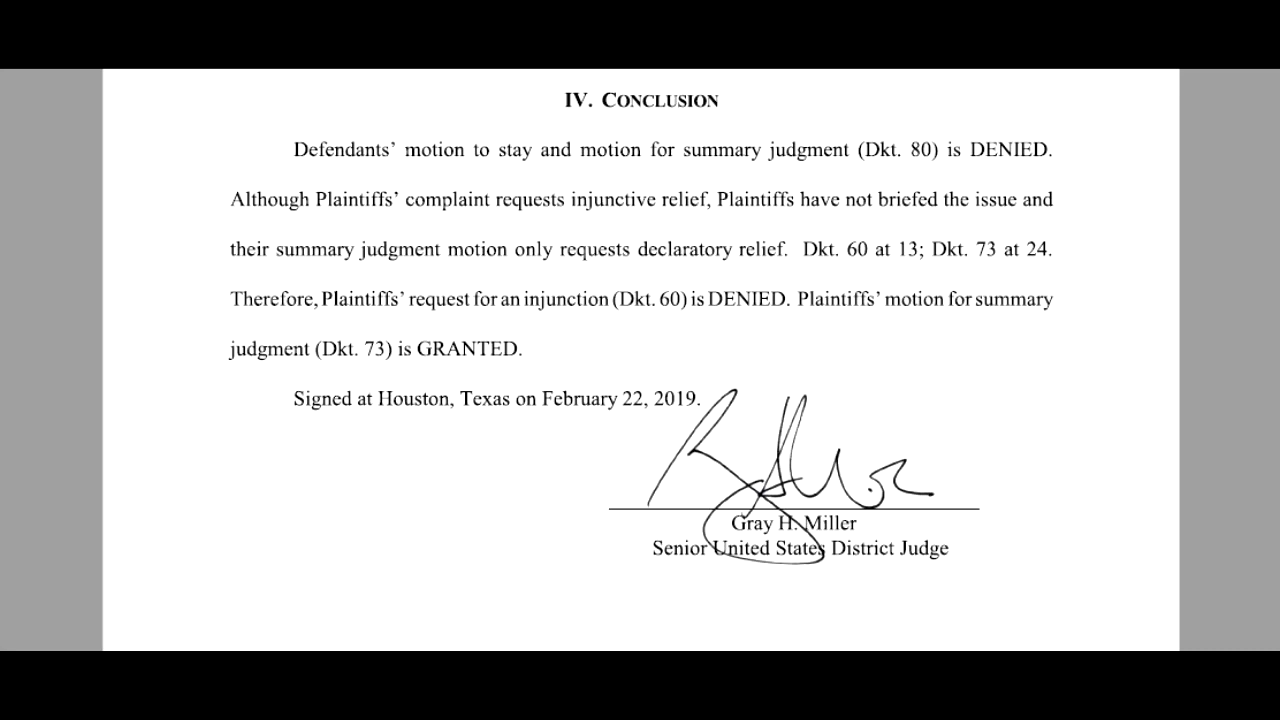 IV. CONCLUSION
Defendants’ motion to stay and motion for summary judgment (Dkt. 80) is DENIED.
Although Plaintiffs’ complaint requests injunctive relief, Plaintiffs have not briefed the issue and
their summary judgment motion only requests declaratory relief. Dkt. 60 at 13; Dkt. 73 at 24.
Therefore, Plaintiffs’ request for an injunction (Dkt. 60) is DENIED. Plaintiffs’ motion for summary
judgment (Dkt. 73) is GRANTED.
Signed at Houston, Texas on February 22, 2019.
Gray H. Miller
Senior United States District Judge